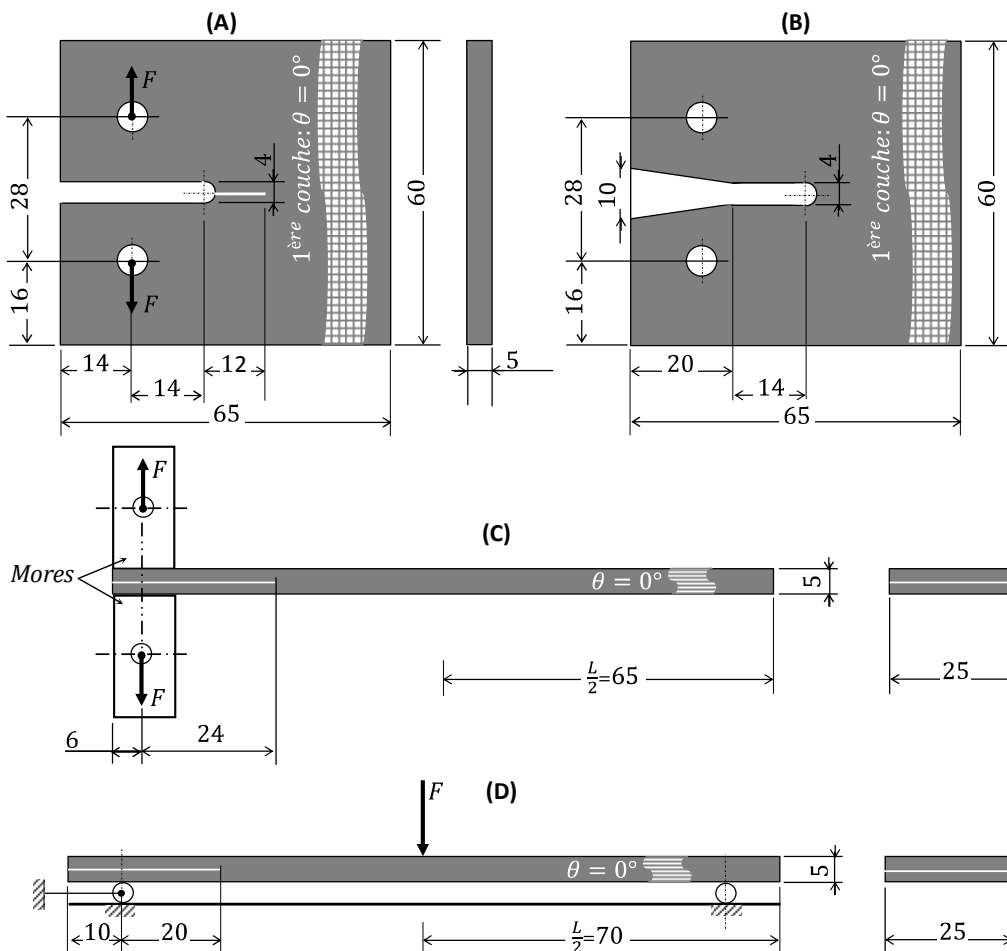 (A)
F
1ère couche: θ = 0°
4
28
60
16
F
14
12
5
14
65
(B)
1ère couche: θ = 0°
4
28
10
60
16
20
14
65
F
(C)
Mores
θ = 0°
5
L/2=65
25
F
6
24
F
(D)
θ = 0°
5
10
20
L/2=70
25